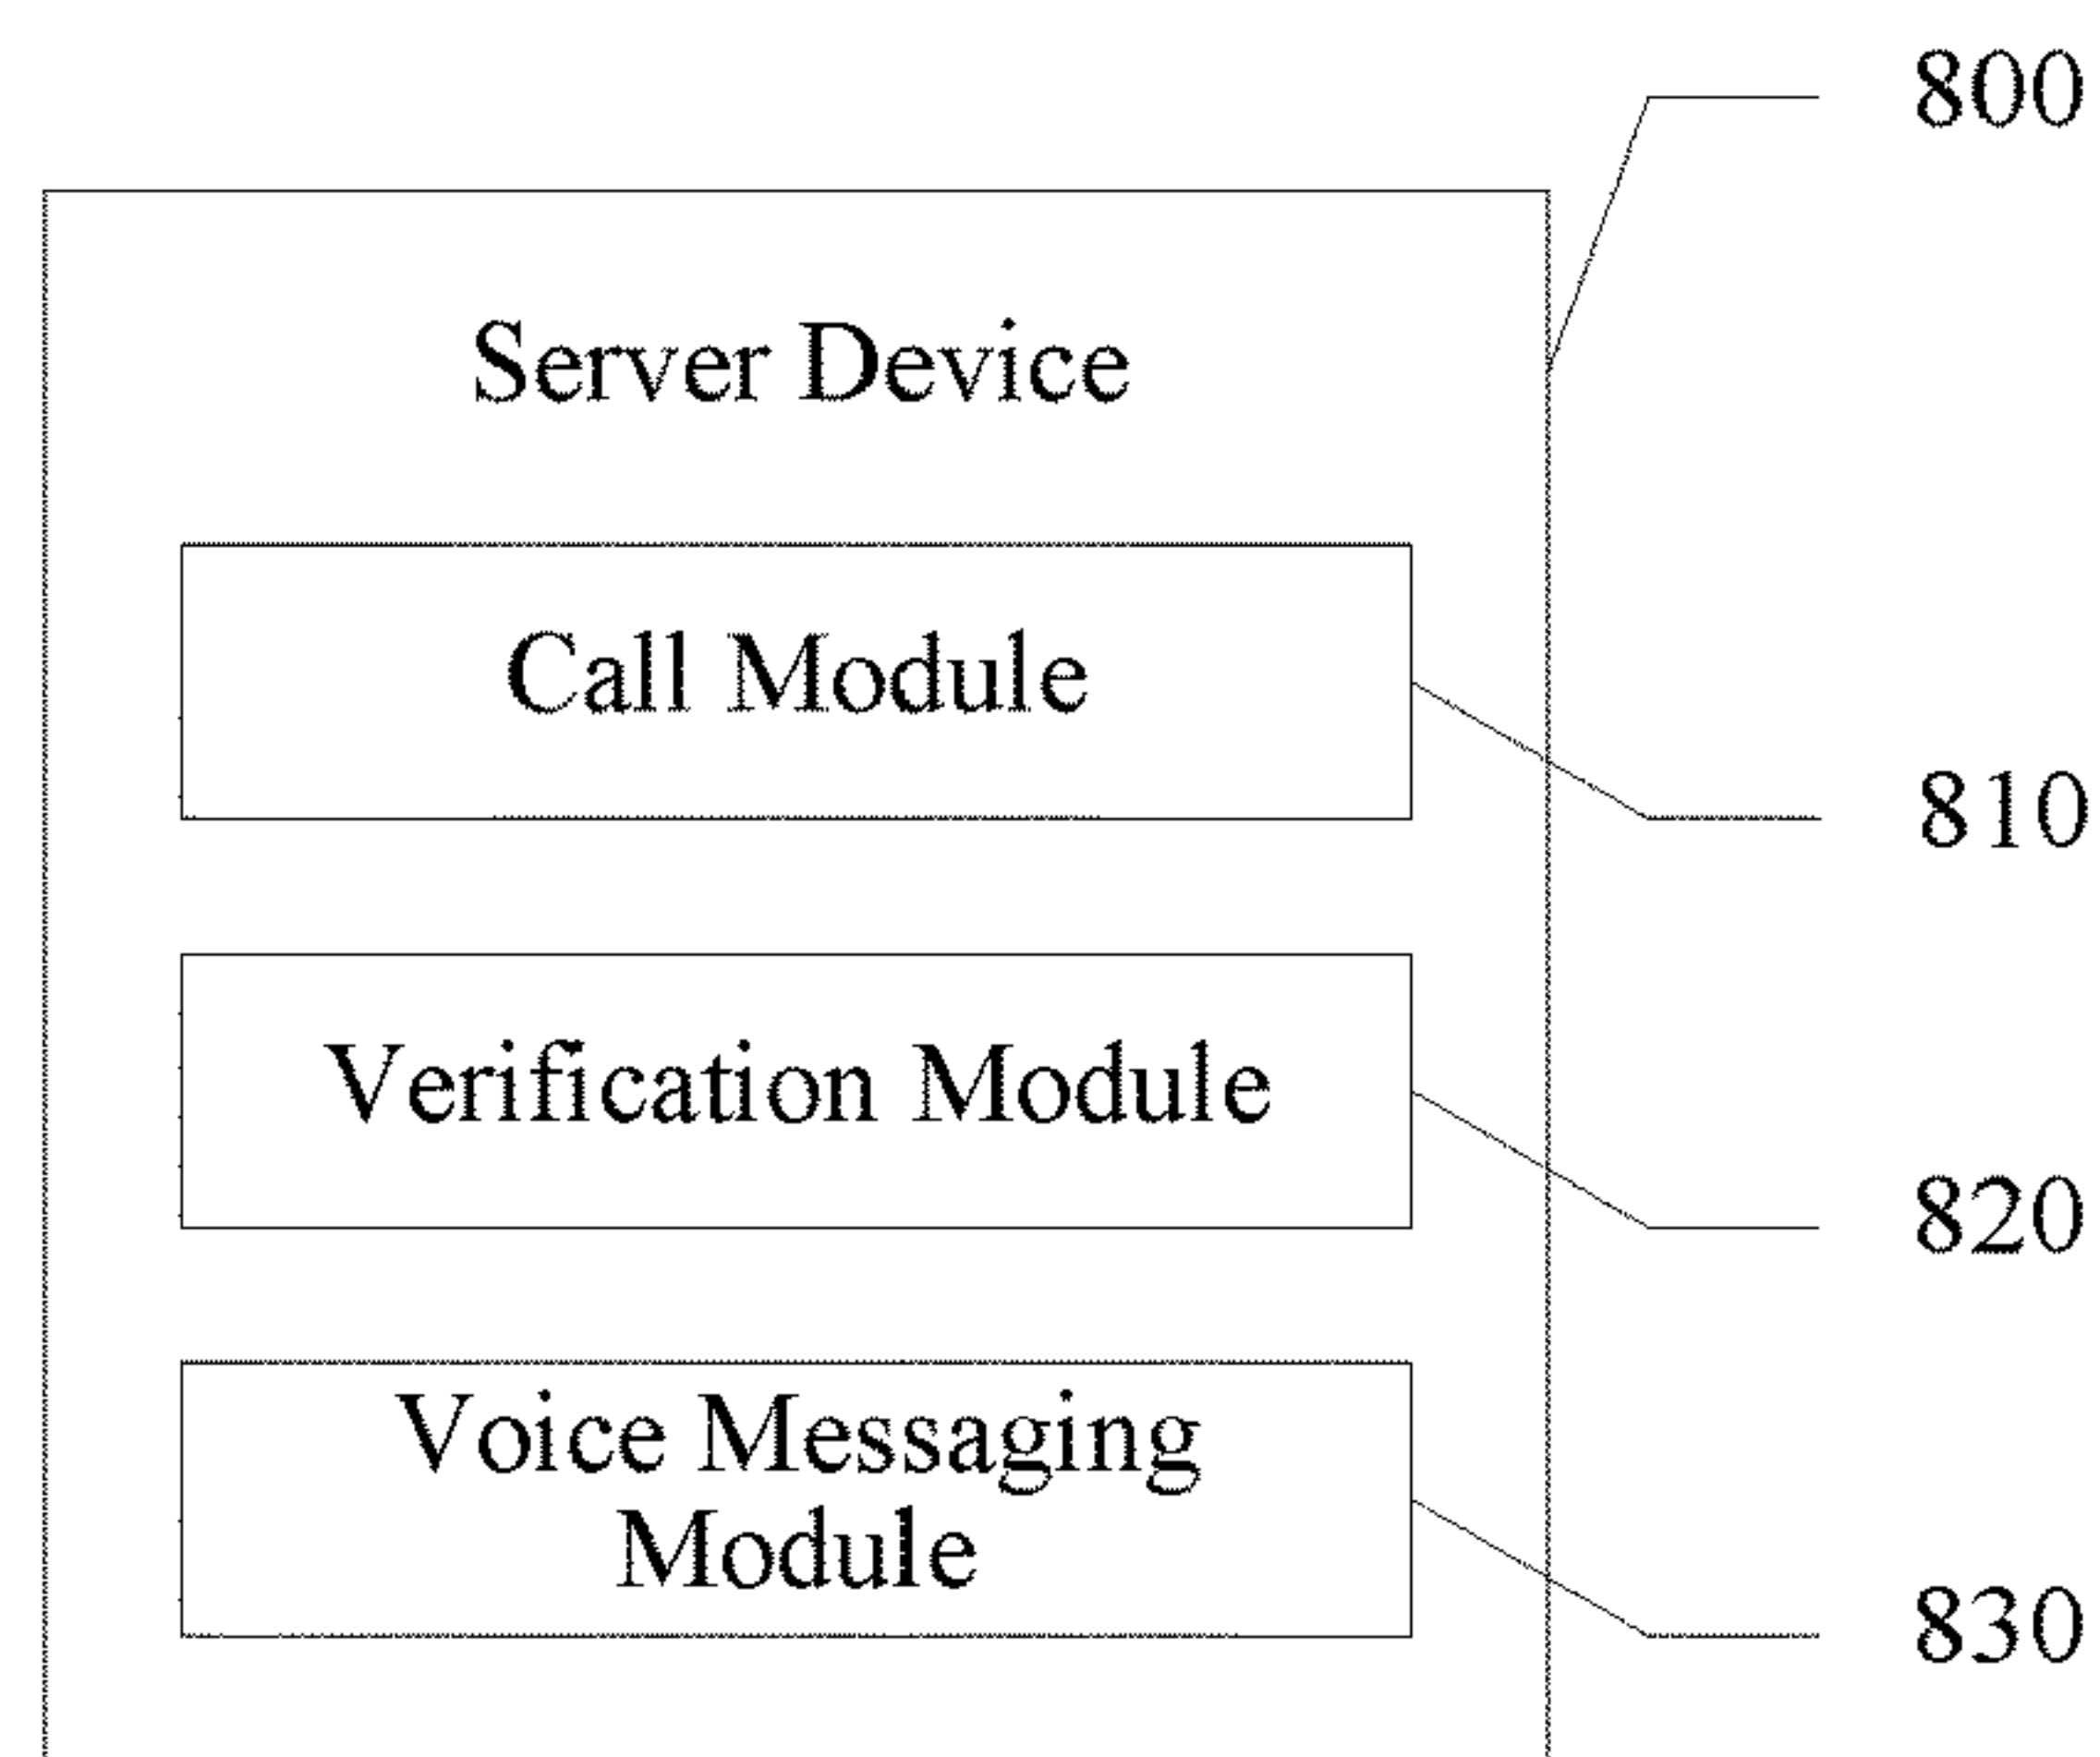 800
Server Device
Call Module
810
Verification Module
820
Voice Messaging
Module
830